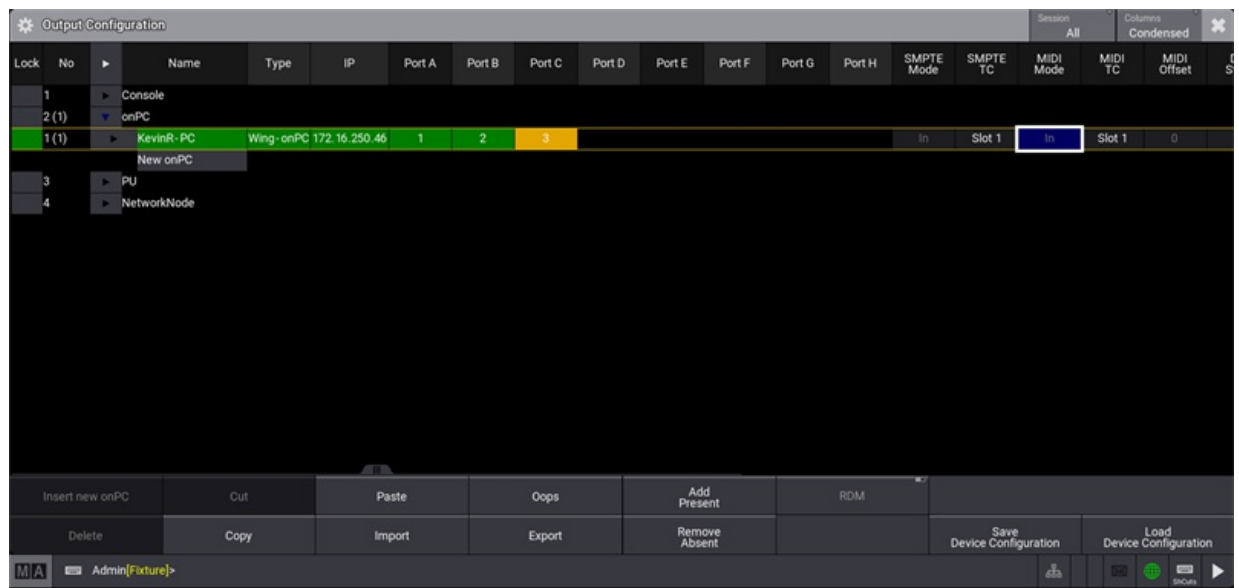 Output Configuration
Session
All
Columns
Condensed
Lock No Name Type IP Port A Port B Port C Port D Port E Port F Port G Port H SMPTE Mode SMPTE TC MIDI Mode MIDI TC MIDI Offset
1 Console
2 (1) onPC
1 (1) KevinR-PC Wing-onPC 172.16.250.46 1 2 3 In Slot 1 In Slot 1 0
New onPC
3 PU
4 NetworkNode
Insert new onPC Cut Paste Oops Add Present RDM
Delete Copy Import Export Remove Absent Save Device Configuration Load Device Configuration
MA Admin[Fixture]> ShCuts